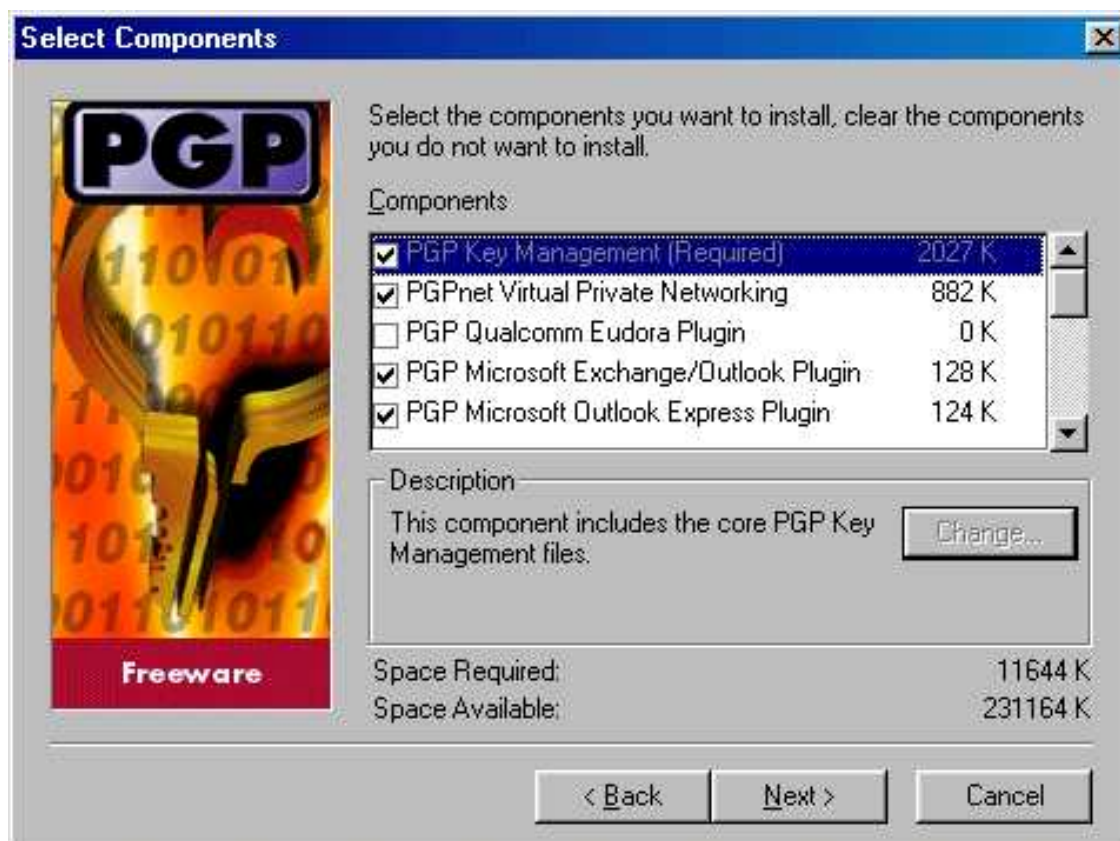 Select Components
PGP
Freeware
Select the components you want to install, clear the components
you do not want to install.
Components
PGP Key Management (Required) 2027 K
PGPnet Virtual Private Networking 882 K
PGP Qualcomm Eudora Plugin 0 K
PGP Microsoft Exchange/Outlook Plugin 128 K
PGP Microsoft Outlook Express Plugin 124 K
Description
This component includes the core PGP Key
Management files.
Change...
Space Required: 11644 K
Space Available: 231164 K
< Back
Next >
Cancel